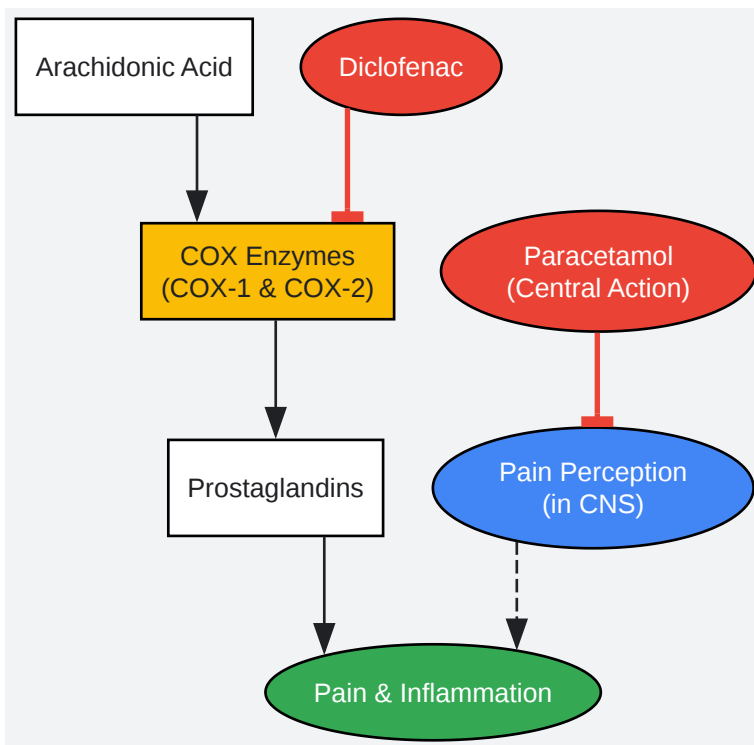 Arachidonic Acid
Diclofenac
COX Enzymes
(COX-1 & COX-2)
Paracetamol
(Central Action)
Prostaglandins
Pain Perception
(in CNS)
Pain & Inflammation